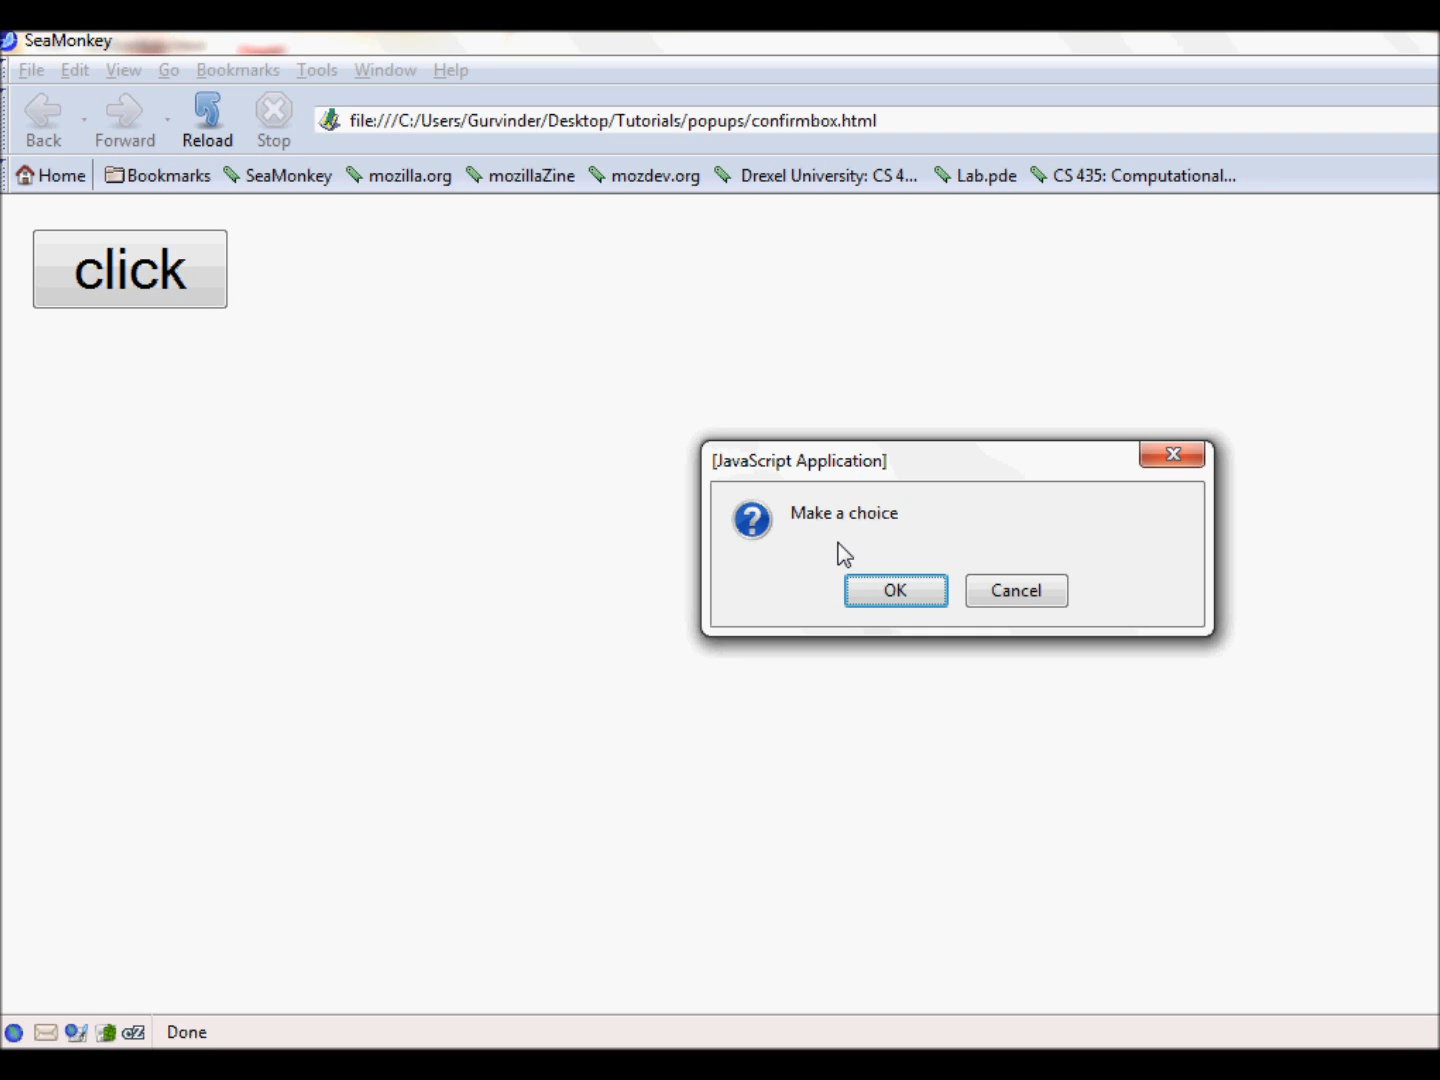 SeaMonkey
File Edit View Go Bookmarks Tools Window Help
file:///C:/Users/Gurvinder/Desktop/Tutorials/popups/confirmbox.html
Back Forward Reload Stop
Home Bookmarks SeaMonkey mozilla.org mozillaZine mozdev.org Drexel University: CS 4... Lab.pde CS 435: Computational...
click
[JavaScript Application]
Make a choice
OK Cancel
Done